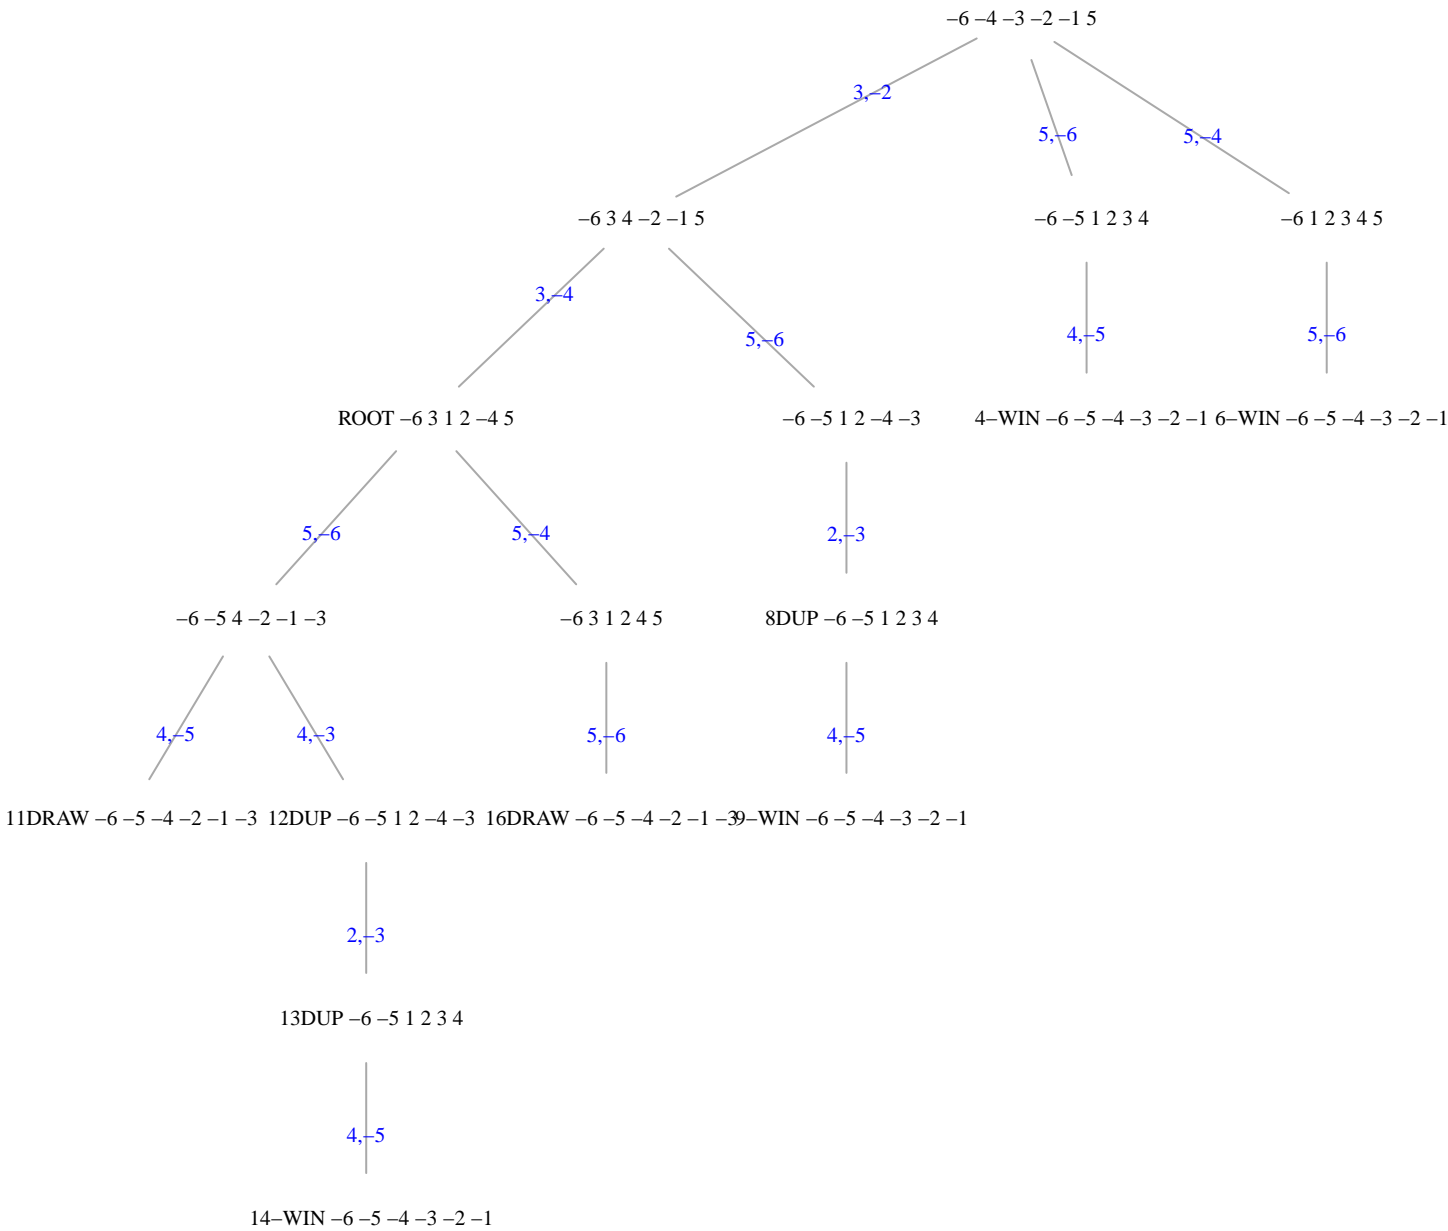 −6 −4 −3 −2 −1 5
3,−2
5,−6
5,−4
−6 3 4 −2 −1 5
−6 −5 1 2 3 4
−6 1 2 3 4 5
3,−4
5,−6
4,−5
5,−6
ROOT −6 3 1 2 −4 5
−6 −5 1 2 −4 −3
4−WIN −6 −5 −4 −3 −2 −1
6−WIN −6 −5 −4 −3 −2 −1
5,−6
5,−4
2,−3
−6 −5 4 −2 −1 −3
−6 3 1 2 4 5
8DUP −6 −5 1 2 3 4
4,−5
4,−3
5,−6
4,−5
11DRAW −6 −5 −4 −2 −1 −3
12DUP −6 −5 1 2 −4 −3
16DRAW −6 −5 −4 −2 −1 −3
9−WIN −6 −5 −4 −3 −2 −1
2,−3
13DUP −6 −5 1 2 3 4
4,−5
14−WIN −6 −5 −4 −3 −2 −1